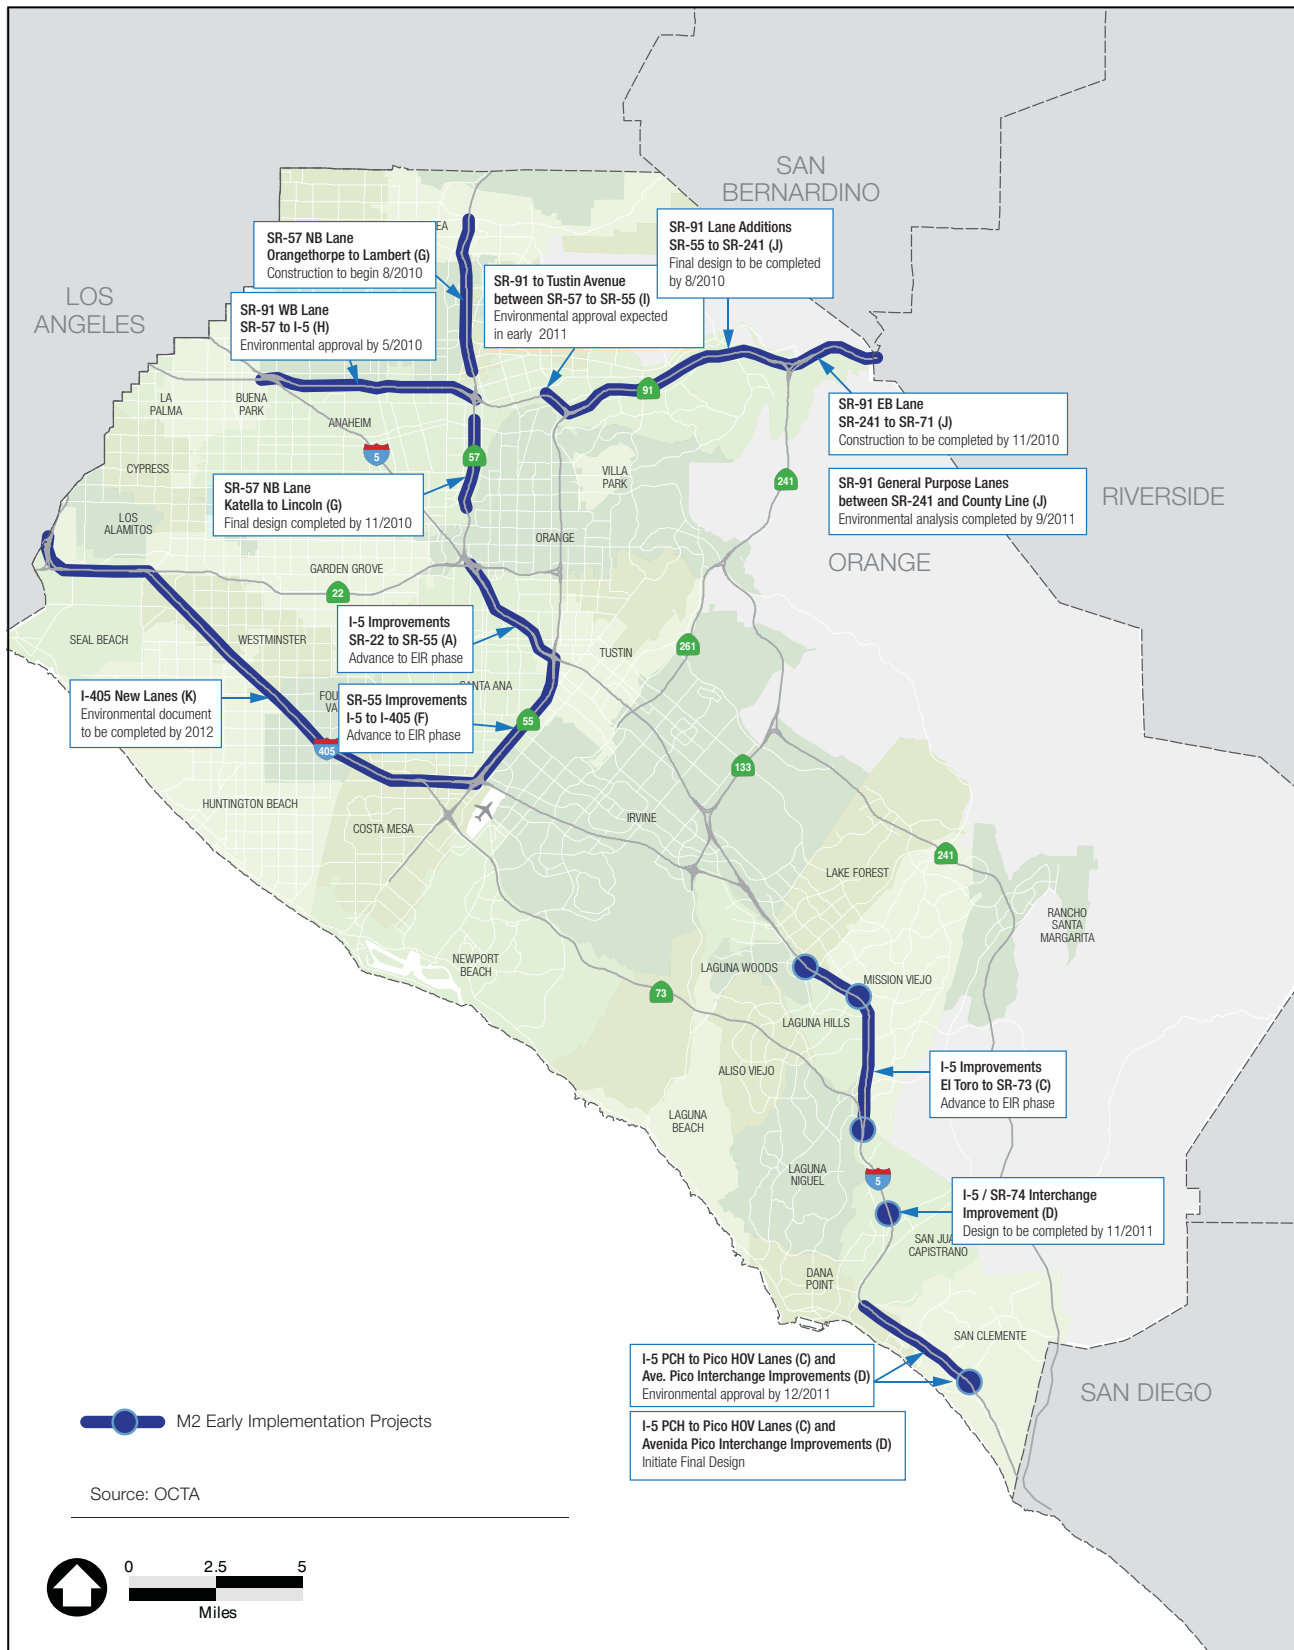 SAN
BERNARDINO
LOS
ANGELES
RIVERSIDE
ORANGE
SAN DIEGO
SR-57 NB Lane
Orangethorpe to Lambert (G)
Construction to begin 8/2010
EA
SR-91 WB Lane
SR-57 to I-5 (H)
Environmental approval by 5/2010
SR-91 to Tustin Avenue
between SR-57 to SR-55 (I)
Environmental approval expected
in early 2011
SR-91 Lane Additions
SR-55 to SR-241 (J)
Final design to be completed
by 8/2010
SR-91 EB Lane
SR-241 to SR-71 (J)
Construction to be completed by 11/2010
SR-91 General Purpose Lanes
between SR-241 and County Line (J)
Environmental analysis completed by 9/2011
SR-57 NB Lane
Katella to Lincoln (G)
Final design completed by 11/2010
LA
PALMA
BUENA
PARK
ANAHEIM
91
5
57
CYPRESS
VILLA
PARK
241
LOS
ALAMITOS
ORANGE
GARDEN GROVE
22
SEAL BEACH
WESTMINSTER
I-5 Improvements
SR-22 to SR-55 (A)
Advance to EIR phase
TUSTIN
261
I-405 New Lanes (K)
Environmental document
to be completed by 2012
FOU
VA
SANTA ANA
SR-55 Improvements
I-5 to I-405 (F)
Advance to EIR phase
55
405
133
HUNTINGTON BEACH
COSTA MESA
IRVINE
241
LAKE FOREST
RANCHO
SANTA
MARGARITA
NEWPORT
BEACH
LAGUNA WOODS
MISSION VIEJO
73
LAGUNA HILLS
ALISO VIEJO
I-5 Improvements
El Toro to SR-73 (C)
Advance to EIR phase
LAGUNA
BEACH
LAGUNA
NIGUEL
5
I-5 / SR-74 Interchange
Improvement (D)
Design to be completed by 11/2011
SAN JUA
CAPISTRANO
DANA
POINT
SAN CLEMENTE
I-5 PCH to Pico HOV Lanes (C) and
Ave. Pico Interchange Improvements (D)
Environmental approval by 12/2011
I-5 PCH to Pico HOV Lanes (C) and
Avenida Pico Interchange Improvements (D)
Initiate Final Design
M2 Early Implementation Projects
Source: OCTA
0 2.5 5
Miles